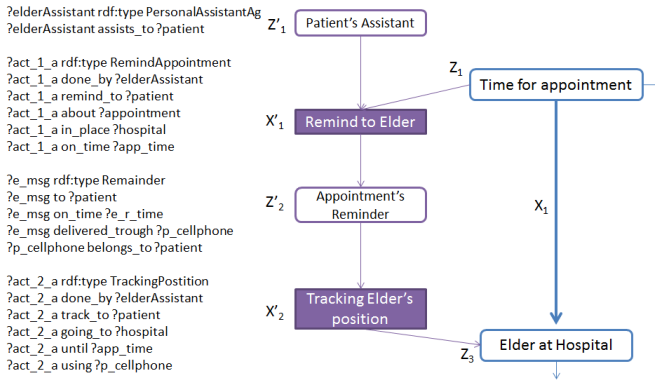 ?elderAssistant rdf:type PersonalAssistantAg
?elderAssistant assists_to ?patient
?act_1_a rdf:type RemindAppointment
?act_1_a done_by ?elderAssistant
?act_1_a remind_to ?patient
?act_1_a about ?appointment
?act_1_a in_place ?hospital
?act_1_a on_time ?app_time
?e_msg rdf:type Remainder
?e_msg to ?patient
?e_msg on_time ?e_r_time
?e_msg delivered_trough ?p_cellphone
?p_cellphone belongs_to ?patient
?act_2_a rdf:type TrackingPostition
?act_2_a done_by ?elderAssistant
?act_2_a track_to ?patient
?act_2_a going_to ?hospital
?act_2_a until ?app_time
?act_2_a using ?p_cellphone
Z'1
Patient's Assistant
Z1
Time for appointment
X'1
Remind to Elder
Z'2
Appointment's
Reminder
X1
X'2
Tracking Elder's
position
Z3
Elder at Hospital